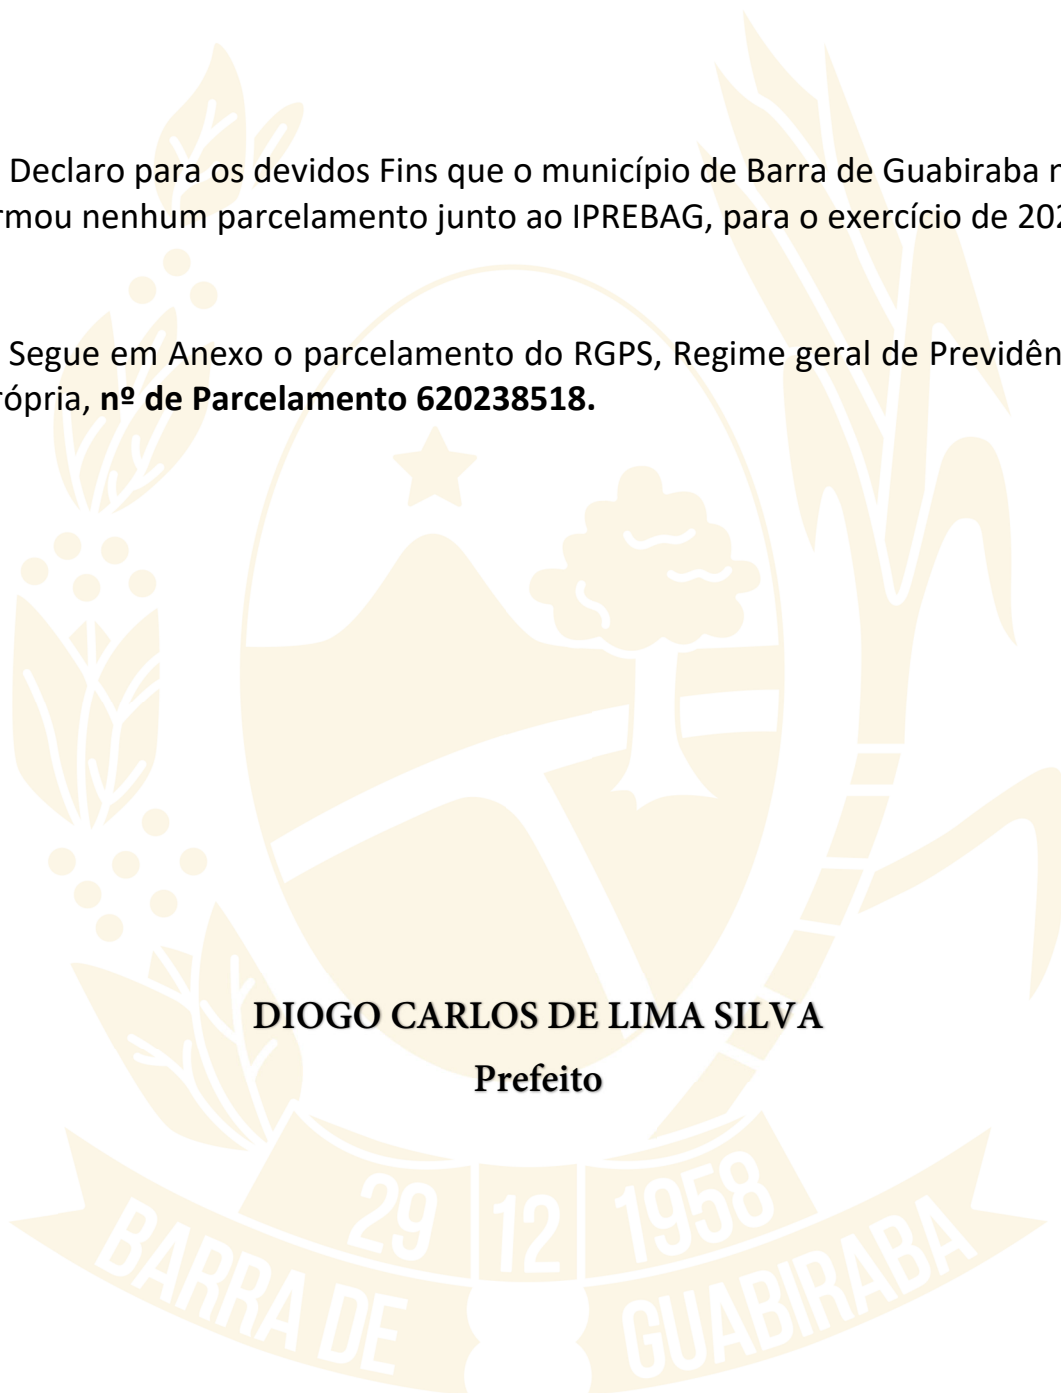 Declaro para os devidos Fins que o município de Barra de Guabiraba n
rmou nenhum parcelamento junto ao IPREBAG, para o exercício de 202
Segue em Anexo o parcelamento do RGPS, Regime geral de Previdên
rópria, nº de Parcelamento 620238518.
DIOGO CARLOS DE LIMA SILVA
Prefeito
29 12 1958
BARRA DE GUABIRABA